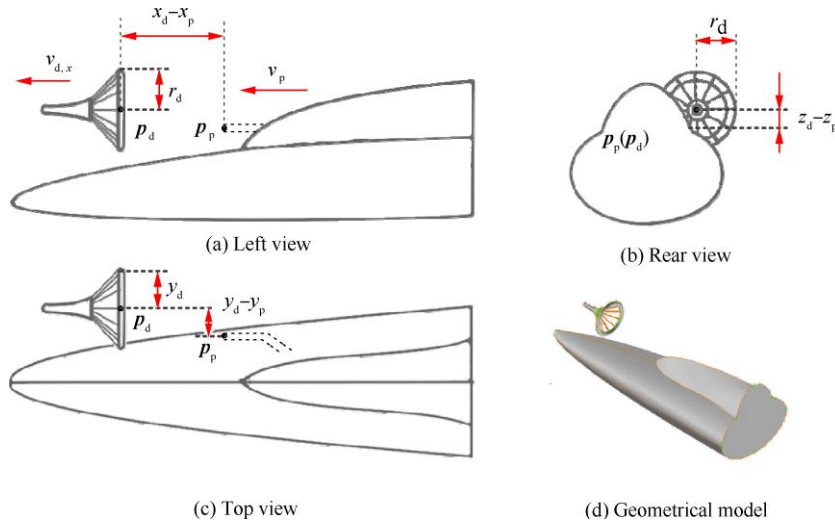 x_d–x_p
v_{d,x}
r_d
v_p
p_d
p_p
(a) Left view
r_d
z_d–z_p
p_p(p_d)
(b) Rear view
y_d
y_d–y_p
p_d
p_p
(c) Top view
(d) Geometrical model